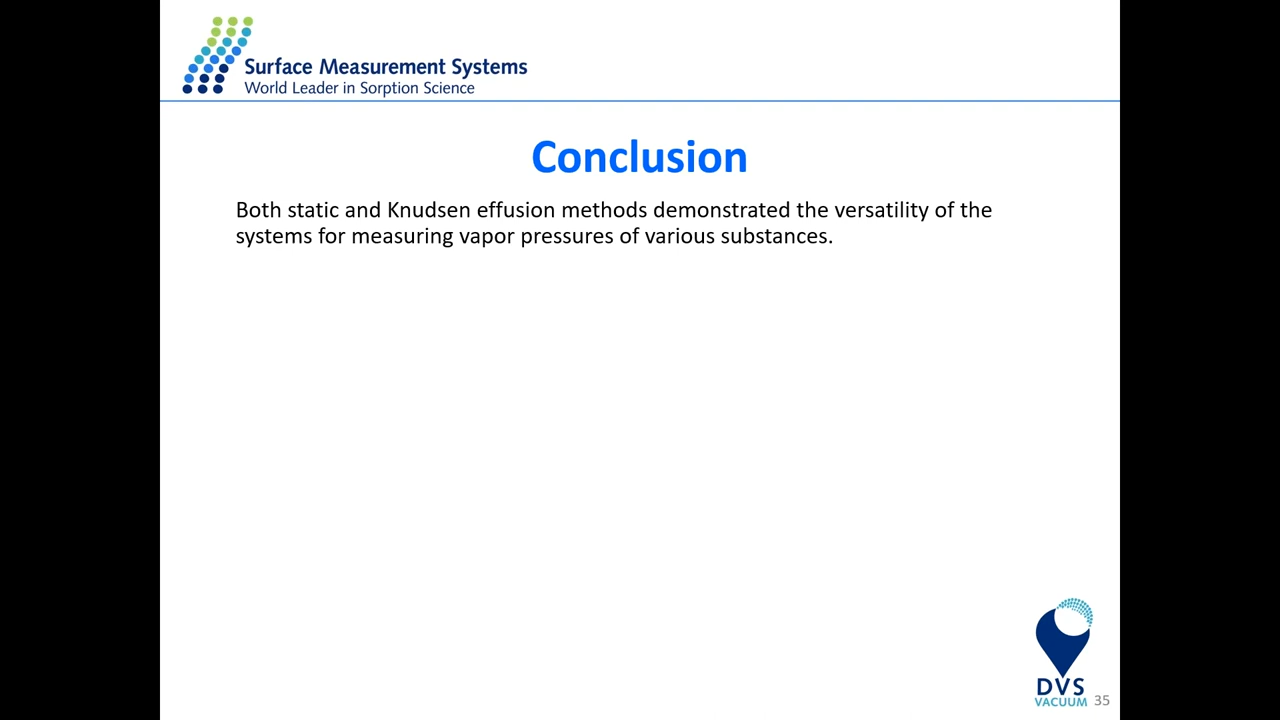 Surface Measurement Systems
World Leader in Sorption Science
Conclusion
Both static and Knudsen effusion methods demonstrated the versatility of the
systems for measuring vapor pressures of various substances.
DVS
VACUUM
35